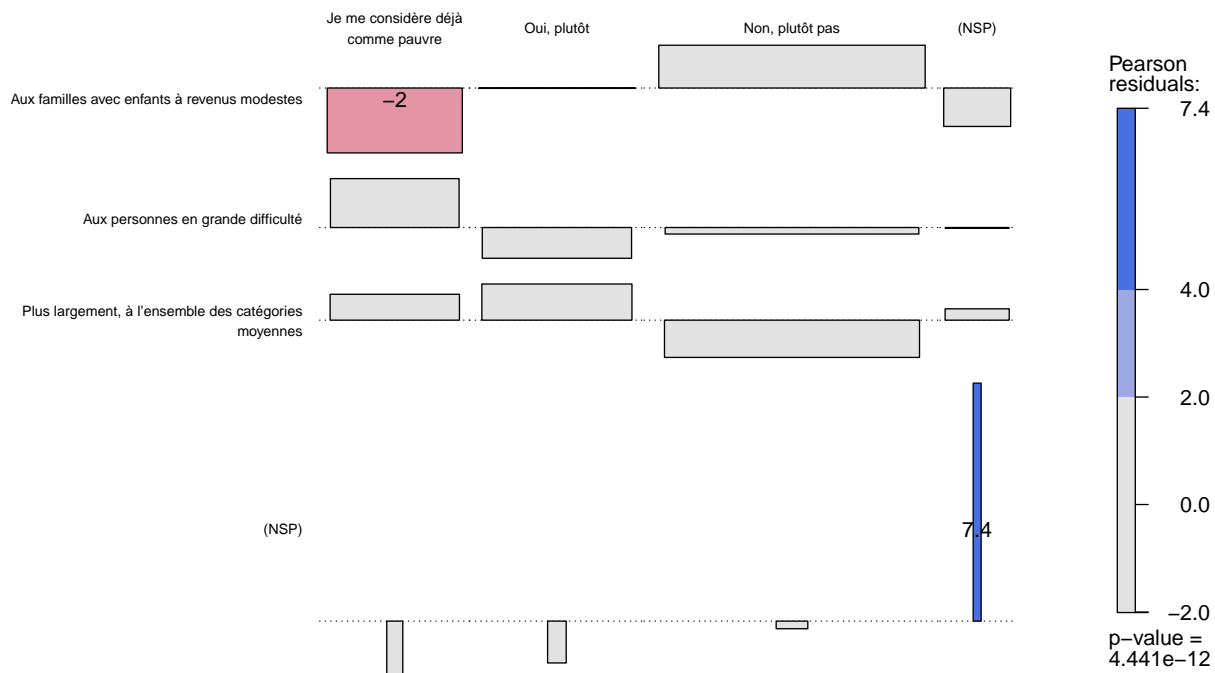 Je me considère déjà
comme pauvre
Oui, plutôt
Non, plutôt pas
(NSP)
Aux familles avec enfants à revenus modestes
−2
Aux personnes en grande difficulté
Plus largement, à l'ensemble des catégories
moyennes
(NSP)
7.4
Pearson
residuals:
7.4
4.0
2.0
0.0
−2.0
p−value =
4.441e−12